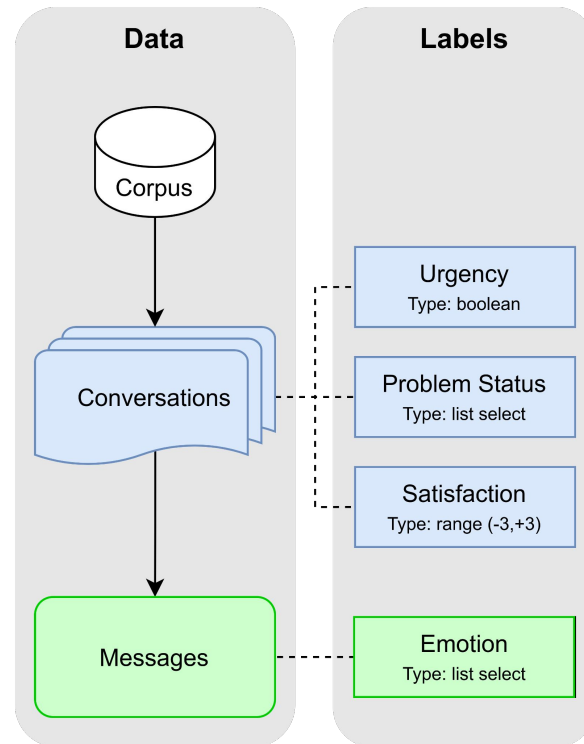 Data
Corpus
Conversations
Messages
Labels
Urgency
Type: boolean
Problem Status
Type: list select
Satisfaction
Type: range (-3,+3)
Emotion
Type: list select